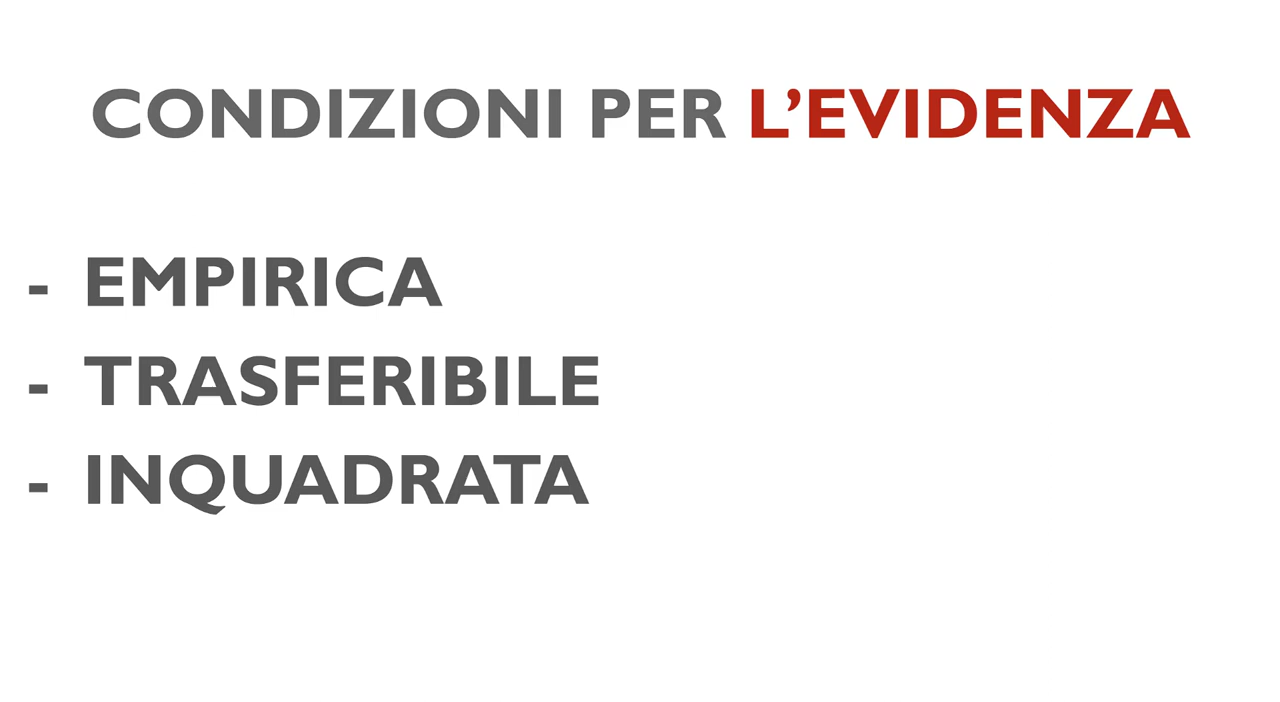 CONDIZIONI PER L’EVIDENZA
- EMPIRICA
- TRASFERIBILE
- INQUADRATA